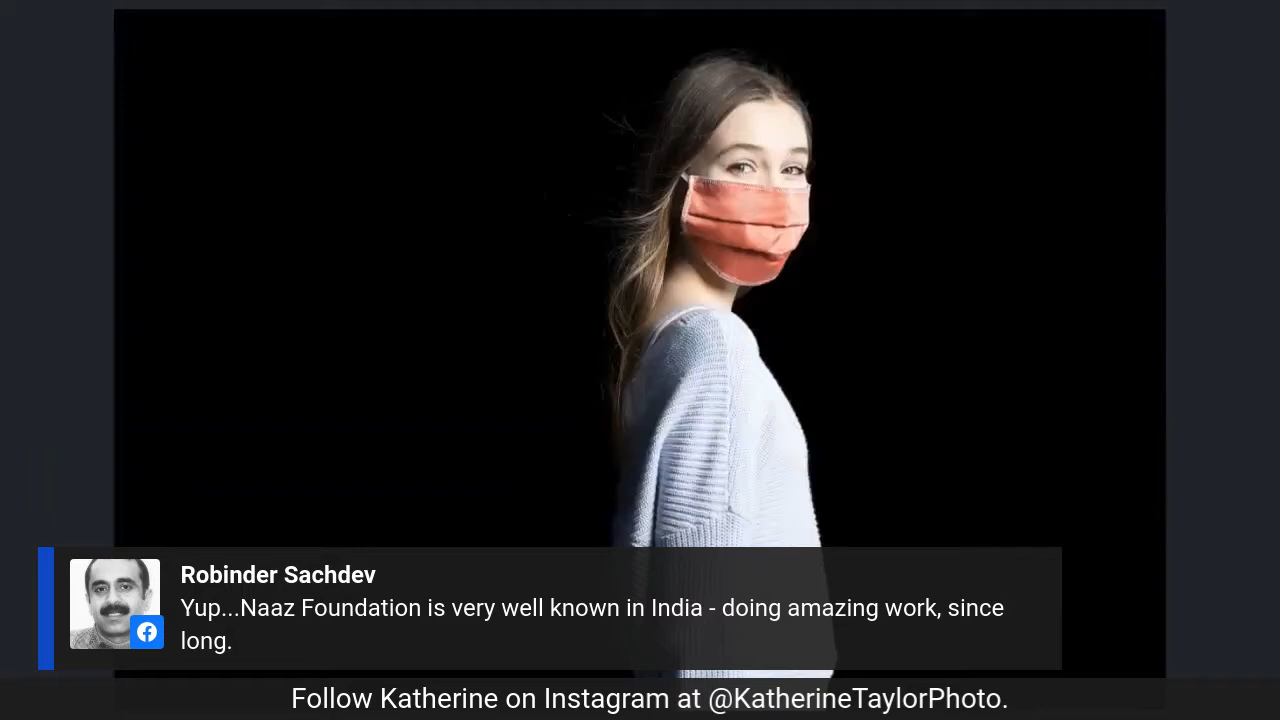 Robinder Sachdev
Yup...Naaz Foundation is very well known in India - doing amazing work, since
long.
Follow Katherine on Instagram at @KatherineTaylorPhoto.